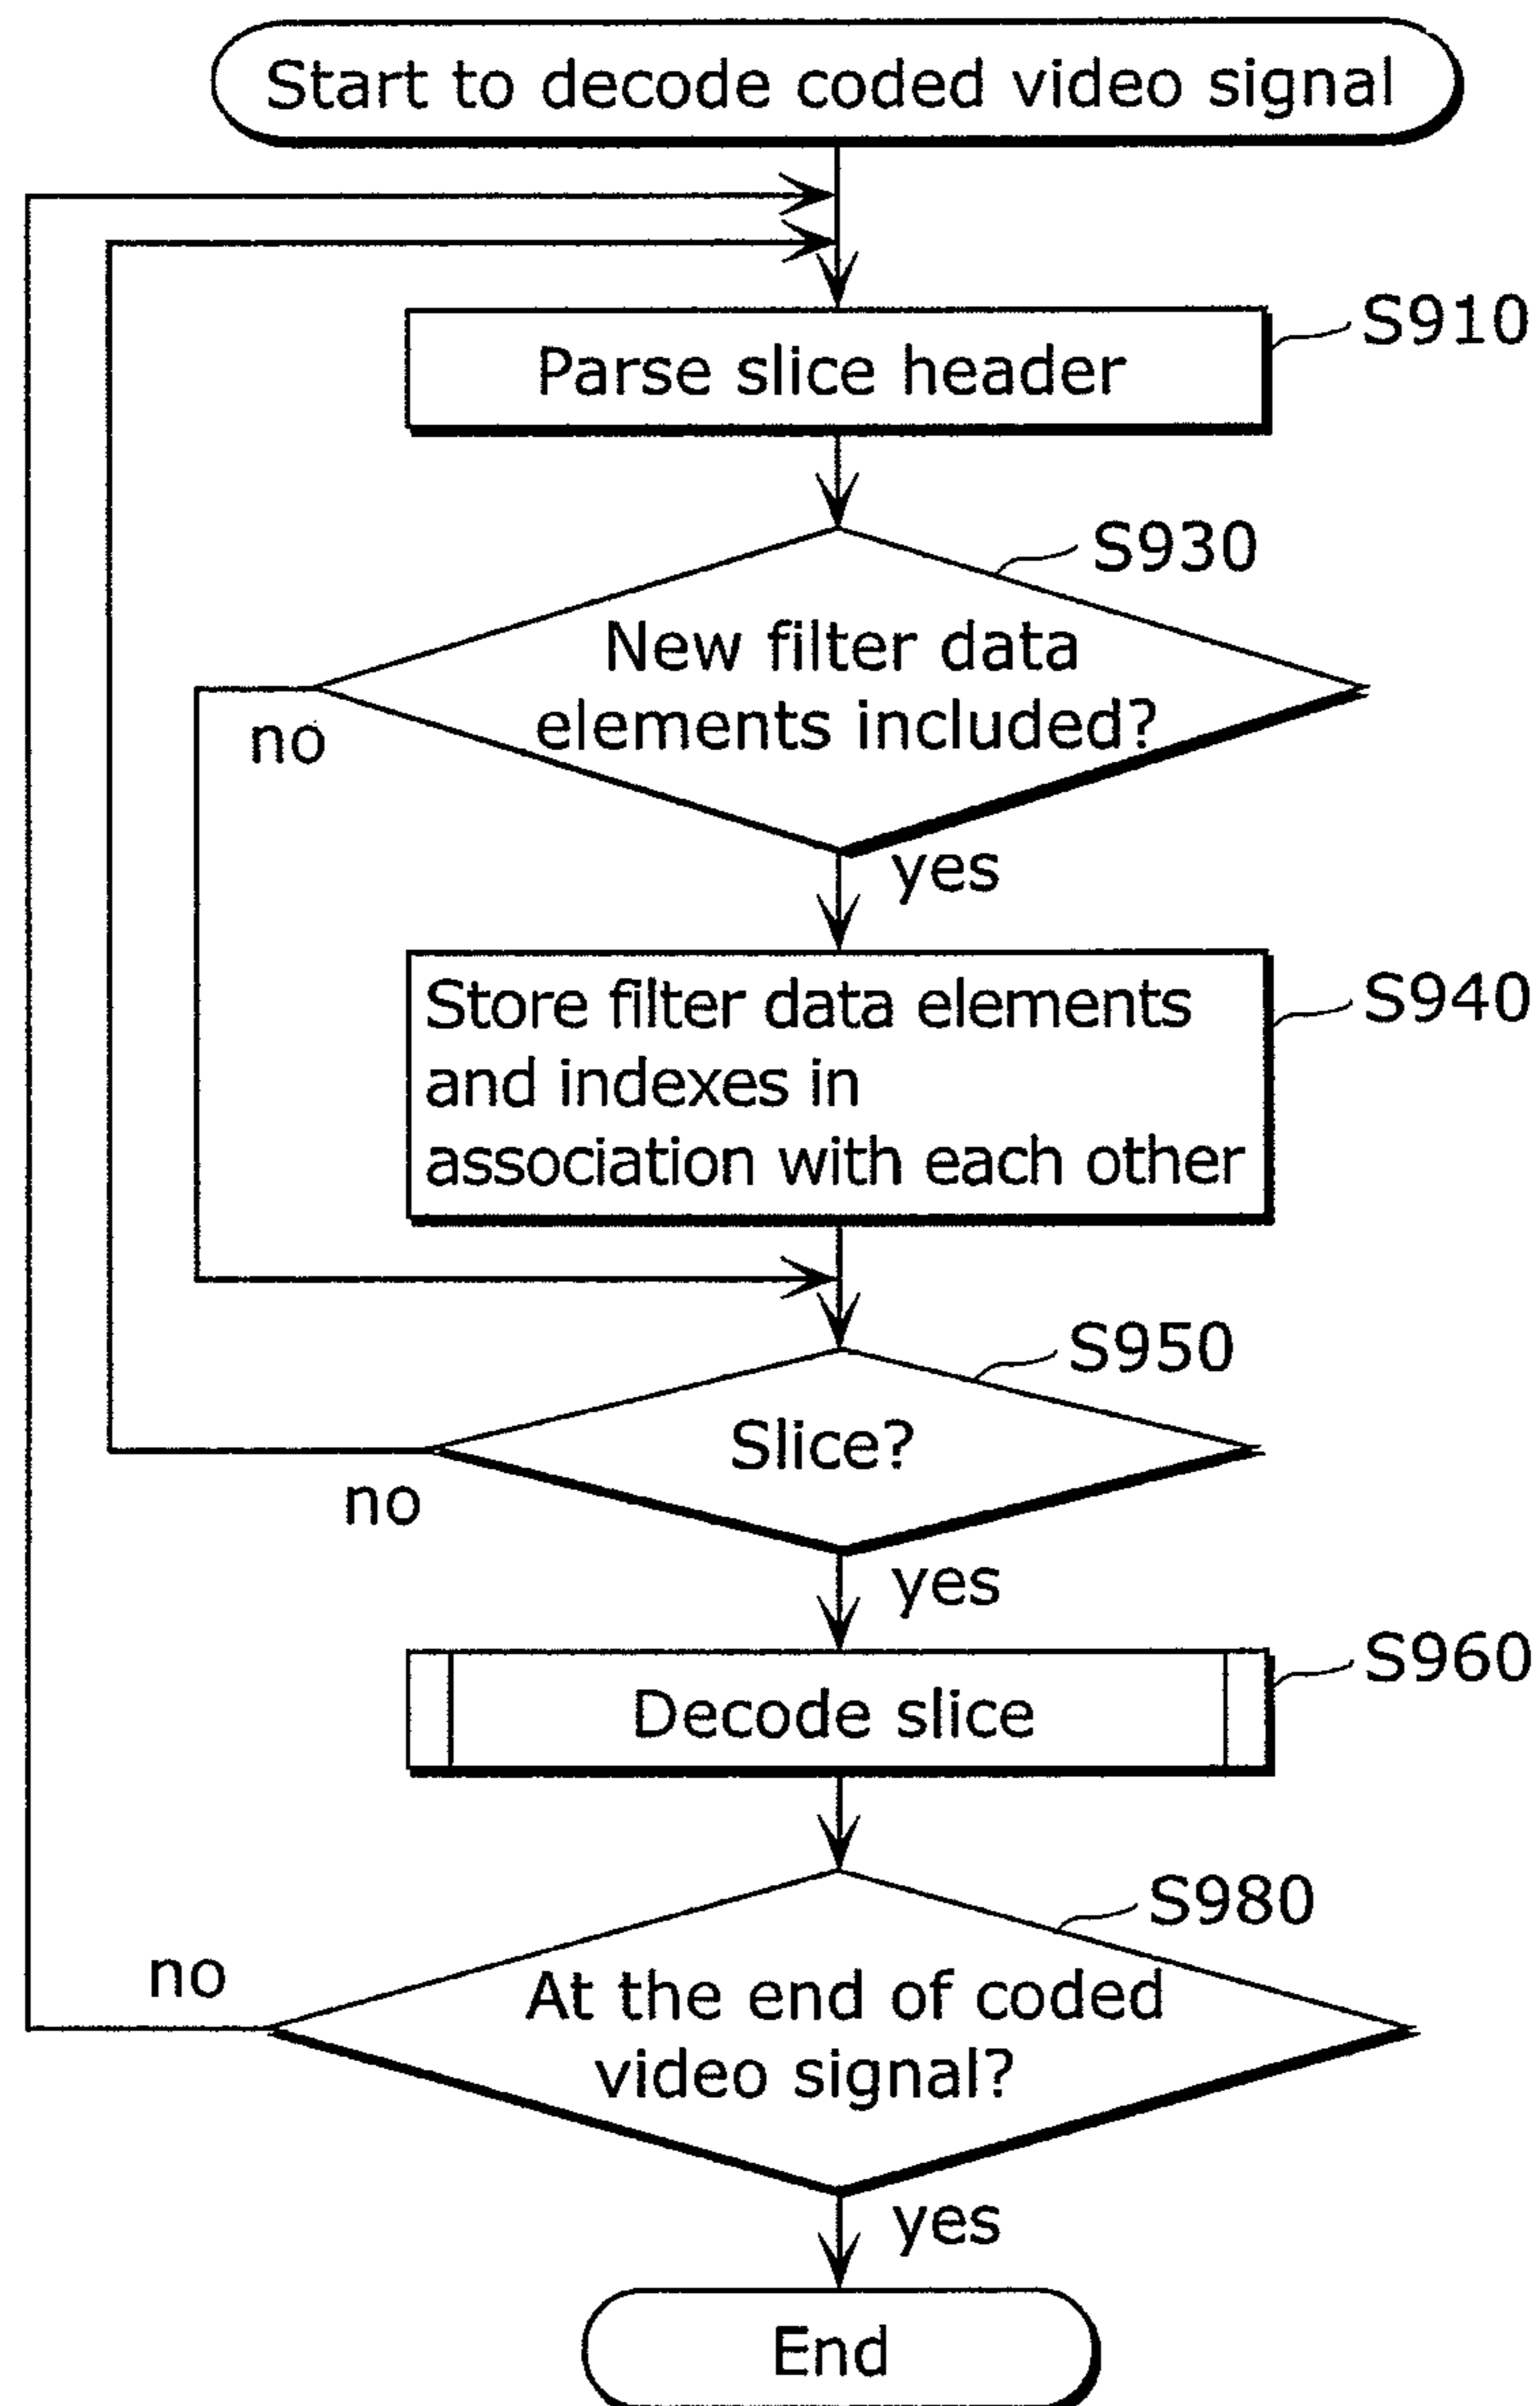 Start to decode coded video signal
Parse slice header
S910
S930
New filter data
elements included?
no
yes
Store filter data elements
and indexes in
association with each other
S940
S950
Slice?
no
yes
Decode slice
S960
S980
no
At the end of coded
video signal?
yes
End